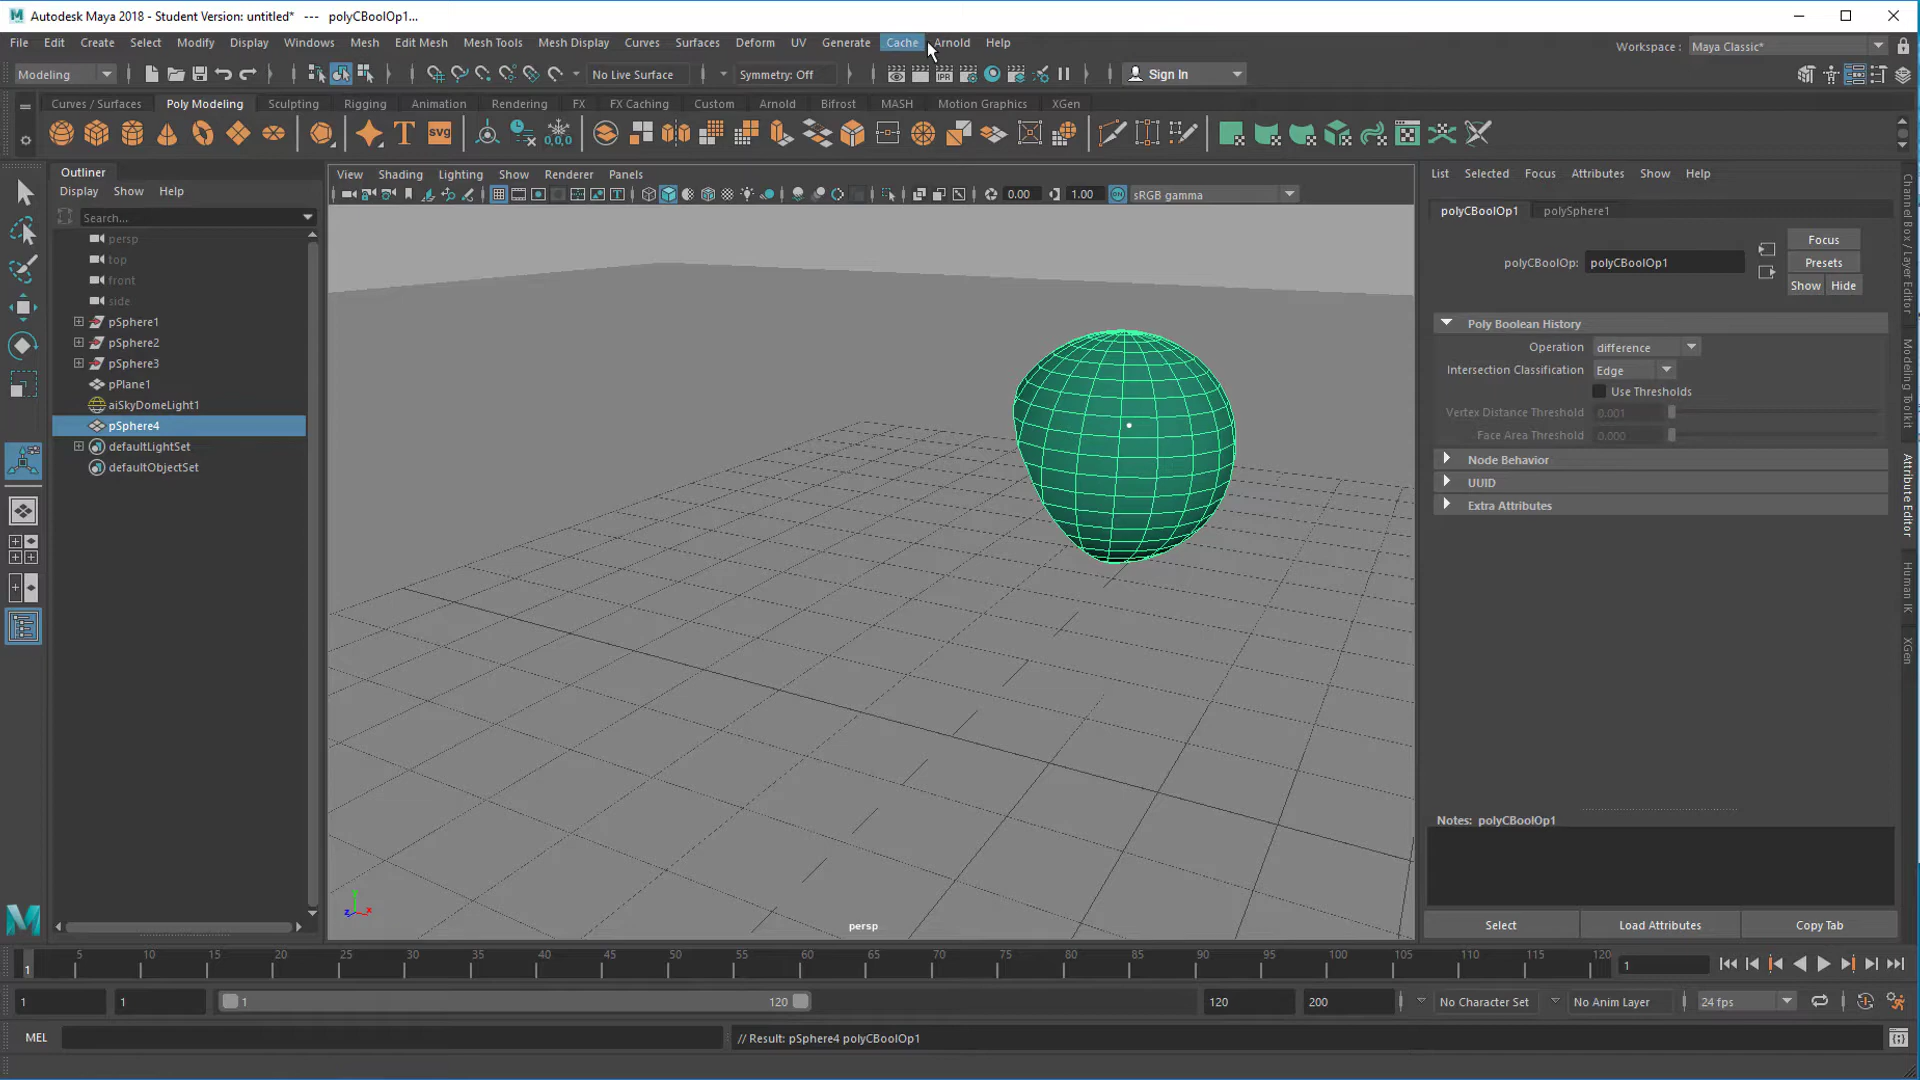 Autodesk Maya 2018 - Student Version: untitled* --- polyCBoolOp1...
File Edit Create Select Modify Display Windows Mesh Edit Mesh Mesh Tools Mesh Display Curves Surfaces Deform UV Generate Cache Arnold Help
Workspace : Maya Classic*
Modeling No Live Surface Symmetry: Off IPR Sign In
Curves / Surfaces Poly Modeling Sculpting Rigging Animation Rendering FX FX Caching Custom Arnold Bifrost MASH Motion Graphics XGen
T SVG 0,0,0
Outliner
Display Show Help
Search...
persp
top
front
side
pSphere1
pSphere2
pSphere3
pPlane1
aiSkyDomeLight1
pSphere4
defaultLightSet
defaultObjectSet
View Shading Lighting Show Renderer Panels
0.00 1.00 ON sRGB gamma
persp
y
z x
List Selected Focus Attributes Show Help
polyCBoolOp1 polySphere1
polyCBoolOp: polyCBoolOp1
Focus
Presets
Show Hide
Poly Boolean History
Operation difference
Intersection Classification Edge
Use Thresholds
Vertex Distance Threshold 0.001
Face Area Threshold 0.000
Node Behavior
UUID
Extra Attributes
Notes: polyCBoolOp1
Select Load Attributes Copy Tab
Channel Box / Layer Editor
Modeling Toolkit
Attribute Editor
Human IK
XGen
5 10 15 20 25 30 35 40 45 50 55 60 65 70 75 80 85 90 95 100 105 110 115 120
1 1
1 1 1 120 120 200 No Character Set No Anim Layer 24 fps
MEL // Result: pSphere4 polyCBoolOp1